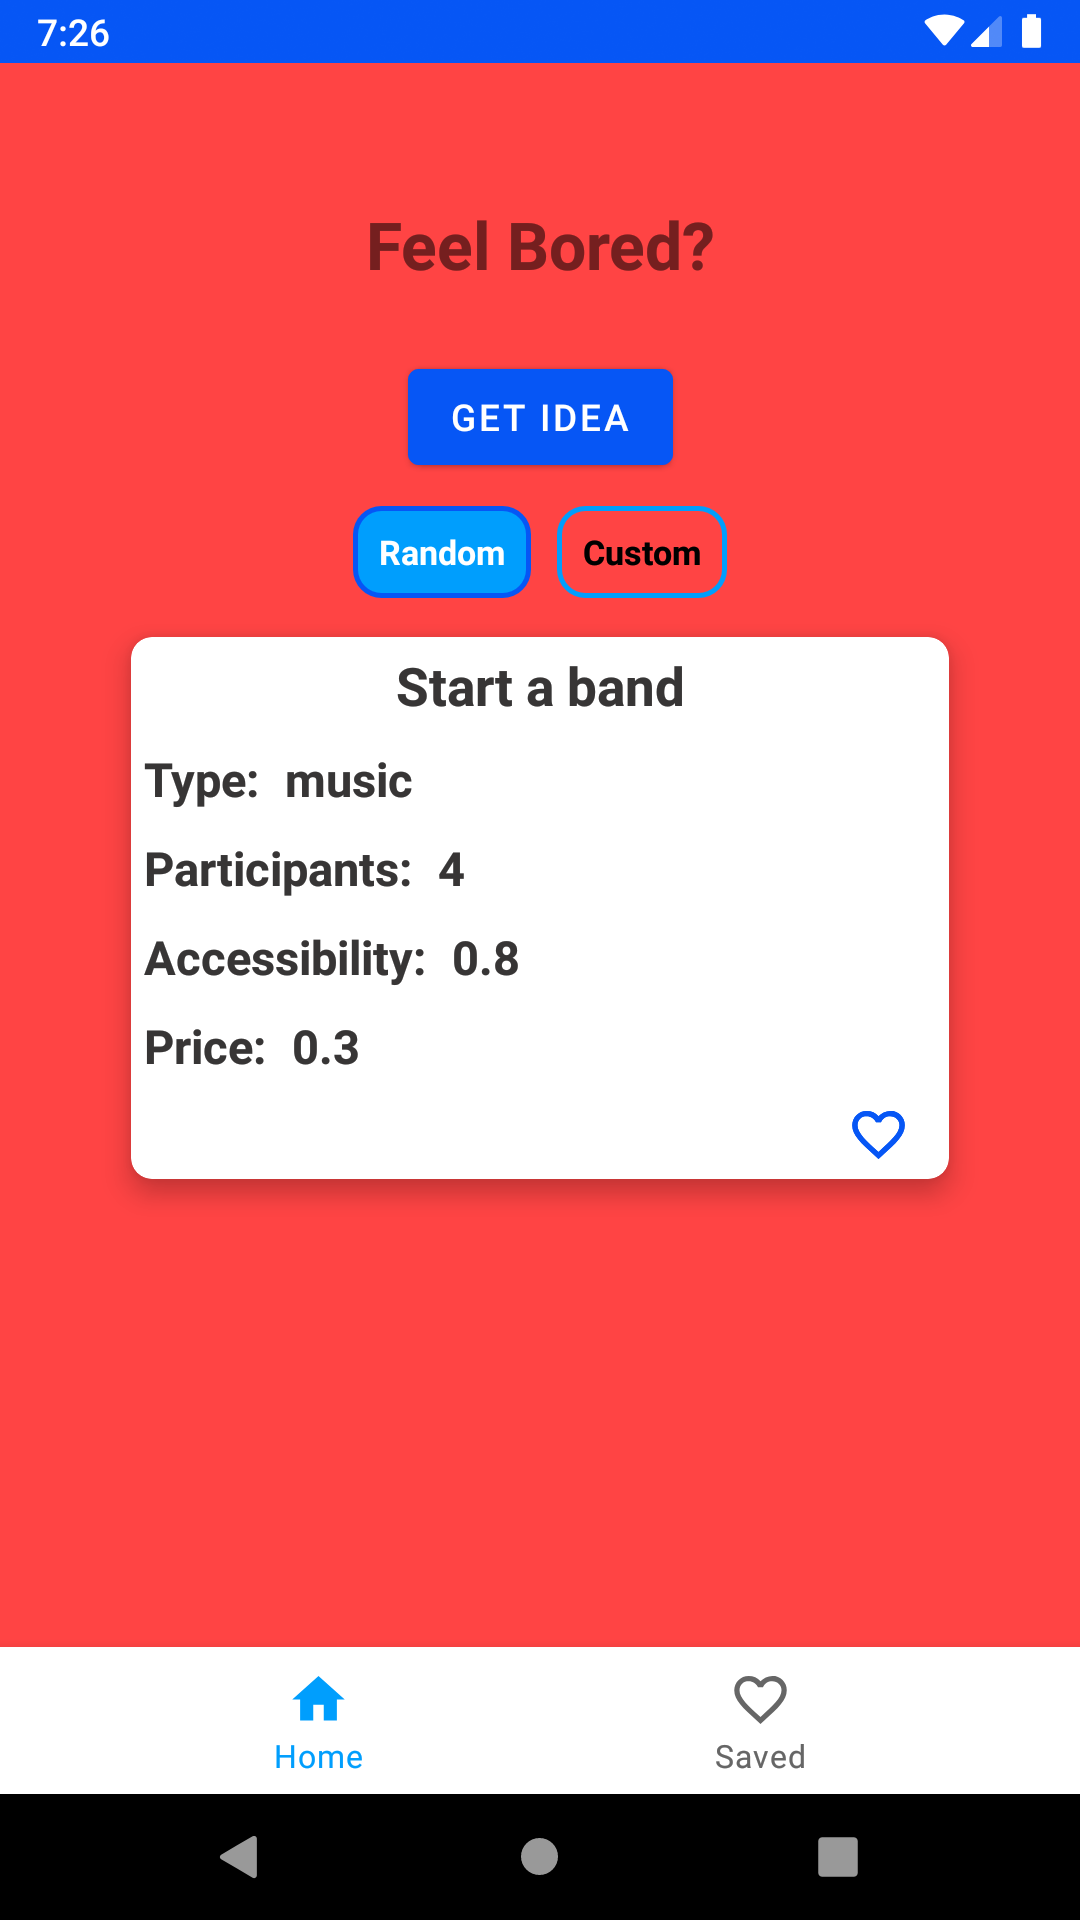 7:26
Feel Bored?
GET IDEA
Random Custom
Start a band
Type: music
Participants: 4
Accessibility: 0.8
Price: 0.3
Home Saved